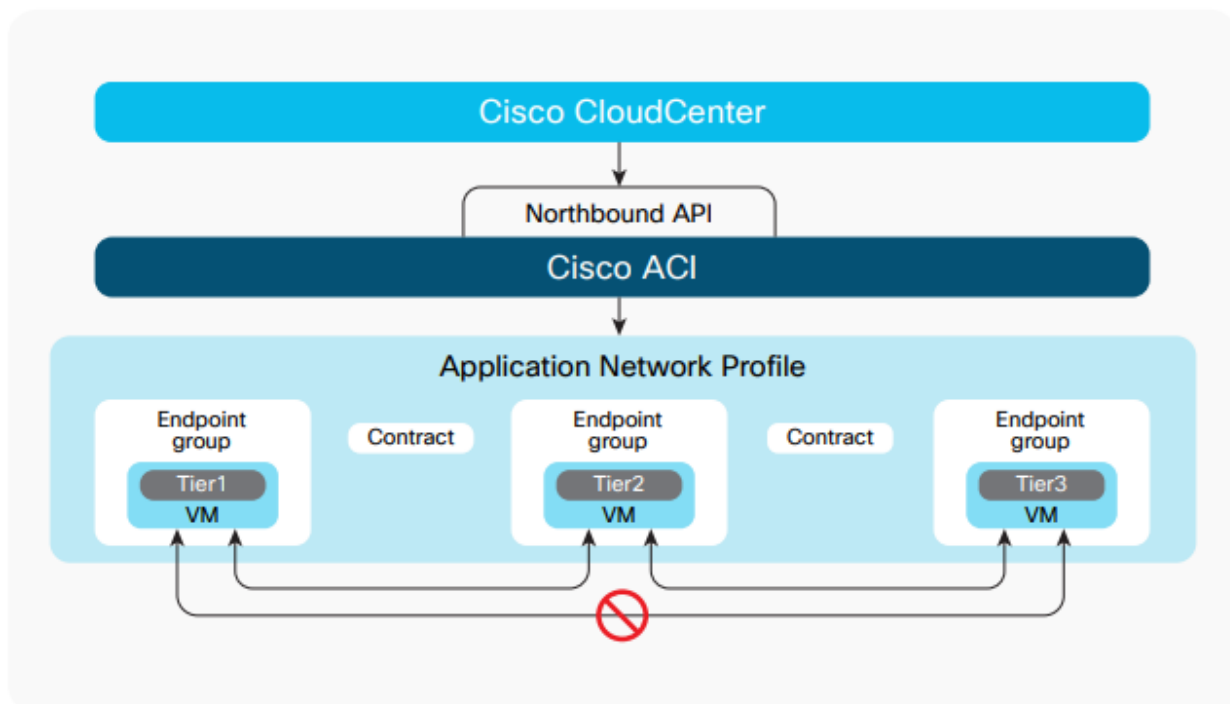 Cisco CloudCenter
Northbound API
Cisco ACI
Application Network Profile
Endpoint
group
Tier1
VM
Contract
Endpoint
group
Tier2
VM
Contract
Endpoint
group
Tier3
VM